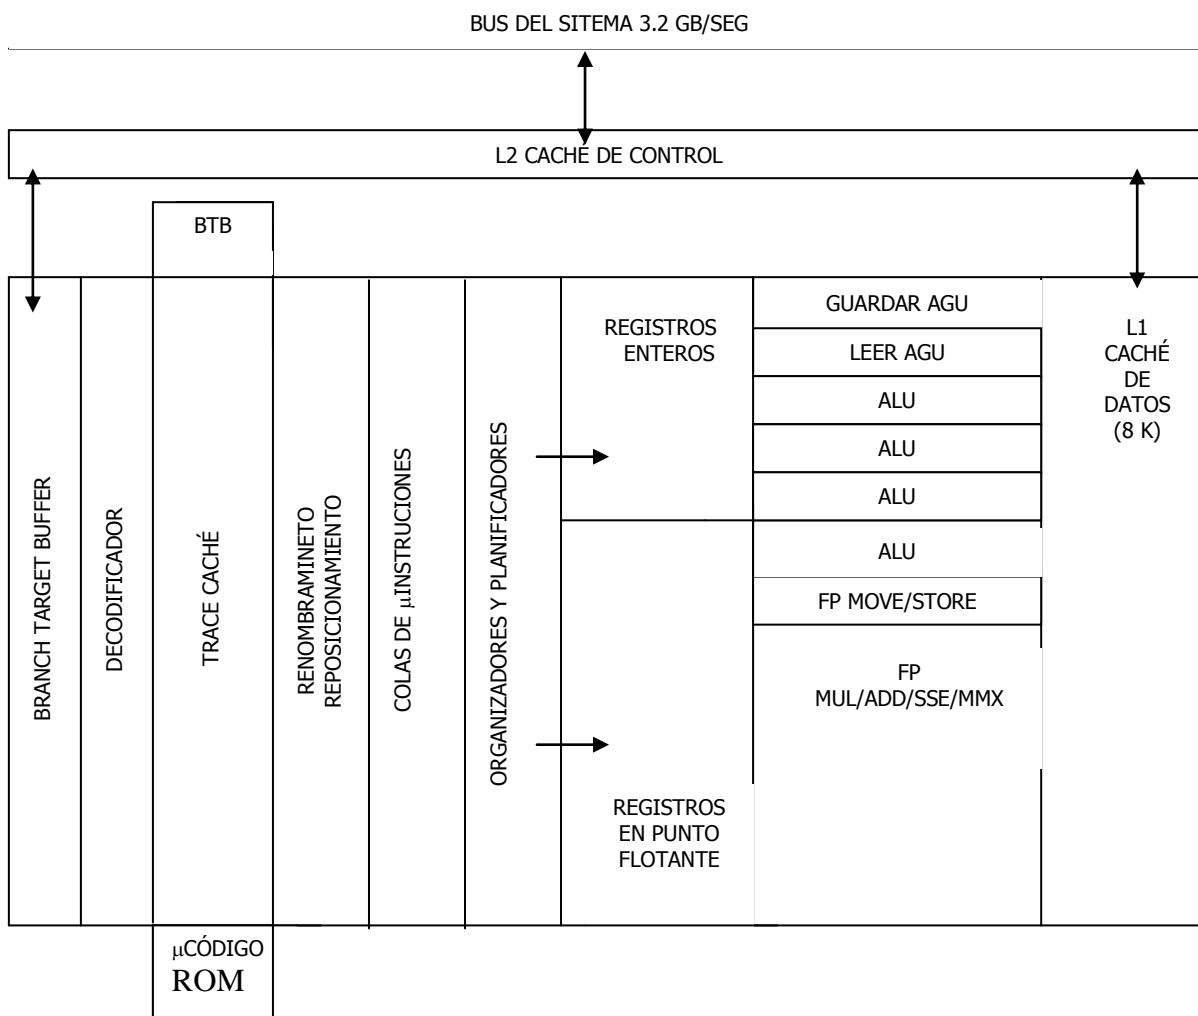 BUS DEL SITEMA 3.2 GB/SEG
L2 CACHÉ DE CONTROL
BTB
BRANCH TARGET BUFFER
DECODIFICADOR
TRACE CACHÉ
RENOMBRAMINETO
REPOSICIONAMIENTO
COLAS DE µINSTRUCIONES
ORGANIZADORES Y PLANIFICADORES
REGISTROS
ENTEROS
GUARDAR AGU
LEER AGU
ALU
ALU
ALU
ALU
FP MOVE/STORE
FP
MUL/ADD/SSE/MMX
REGISTROS
EN PUNTO
FLOTANTE
L1
CACHÉ
DE
DATOS
(8 K)
µCÓDIGO
ROM